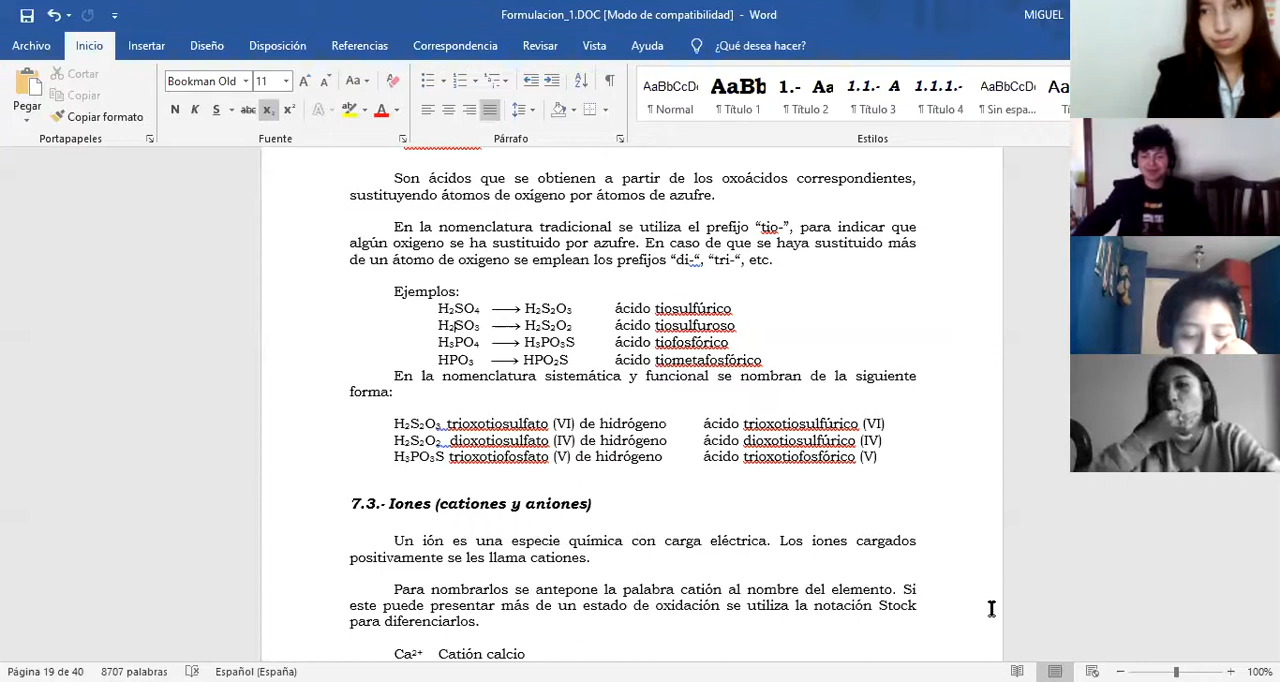 Formulacion_1.DOC [Modo de compatibilidad] - Word
MIGUEL
Archivo Inicio Insertar Diseño Disposición Referencias Correspondencia Revisar Vista Ayuda ¿Qué desea hacer?
Pegar
Cortar
Copiar
Copiar formato
Bookman Old 11
N K S abc x₂ x²
AaBbCcDc AaBb 1.- Aa 1.1.- A 1.1.1.- AaBbCcDc Aa
¶ Normal ¶ Título 1 ¶ Título 2 ¶ Título 3 ¶ Título 4 ¶ Sin espa...
Portapapeles Fuente Párrafo Estilos
Son ácidos que se obtienen a partir de los oxoácidos correspondientes,
sustituyendo átomos de oxígeno por átomos de azufre.
En la nomenclatura tradicional se utiliza el prefijo “tio-”, para indicar que
algún oxigeno se ha sustituido por azufre. En caso de que se haya sustituido más
de un átomo de oxigeno se emplean los prefijos “di-“, “tri-“, etc.
Ejemplos:
H₂SO₄ ⟶ H₂S₂O₃ ácido tiosulfúrico
H₂SO₃ ⟶ H₂S₂O₂ ácido tiosulfuroso
H₃PO₄ ⟶ H₃PO₃S ácido tiofosfórico
HPO₃ ⟶ HPO₂S ácido tiometafosfórico
En la nomenclatura sistemática y funcional se nombran de la siguiente
forma:
H₂S₂O₃ trioxotiosulfato (VI) de hidrógeno ácido trioxotiosulfúrico (VI)
H₂S₂O₂ dioxotiosulfato (IV) de hidrógeno ácido dioxotiosulfúrico (IV)
H₃PO₃S trioxotiofosfato (V) de hidrógeno ácido trioxotiofosfórico (V)
7.3.- Iones (cationes y aniones)
Un ión es una especie química con carga eléctrica. Los iones cargados
positivamente se les llama cationes.
Para nombrarlos se antepone la palabra catión al nombre del elemento. Si
este puede presentar más de un estado de oxidación se utiliza la notación Stock
para diferenciarlos.
Ca²⁺ Catión calcio
Página 19 de 40 8707 palabras Español (España) 100%